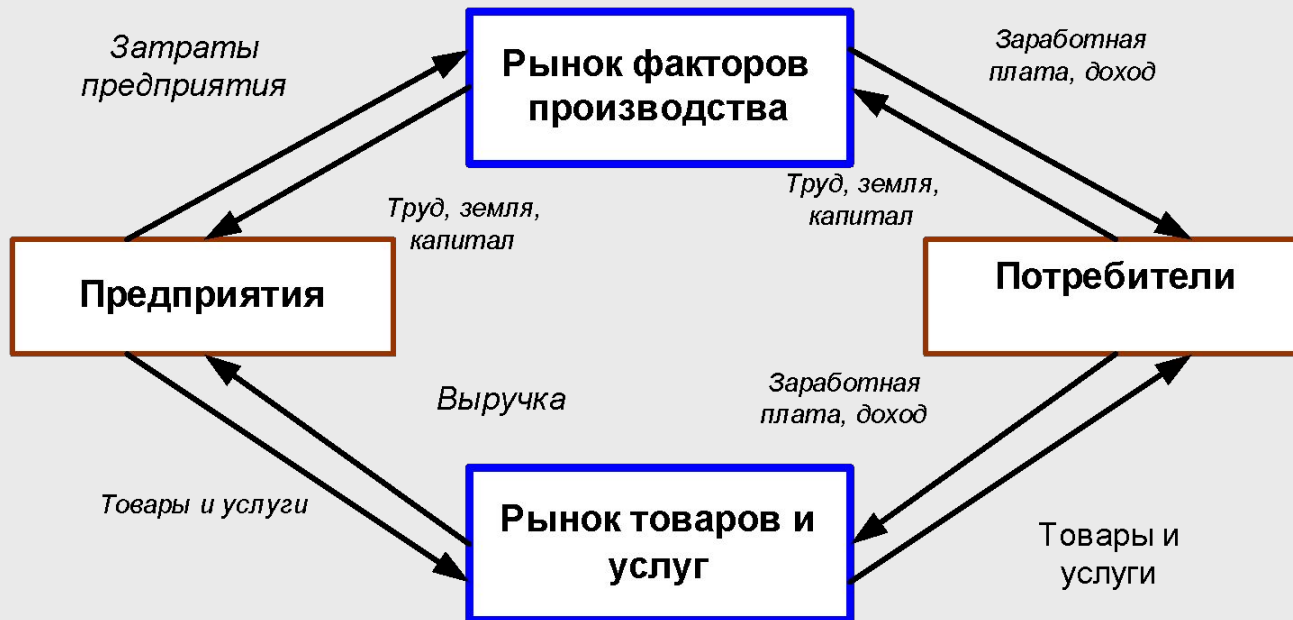 Затраты
предприятия
Рынок факторов
производства
Заработная
плата, доход
Труд, земля,
капитал
Труд, земля,
капитал
Предприятия
Потребители
Выручка
Заработная
плата, доход
Товары и услуги
Рынок товаров и
услуг
Товары и
услуги